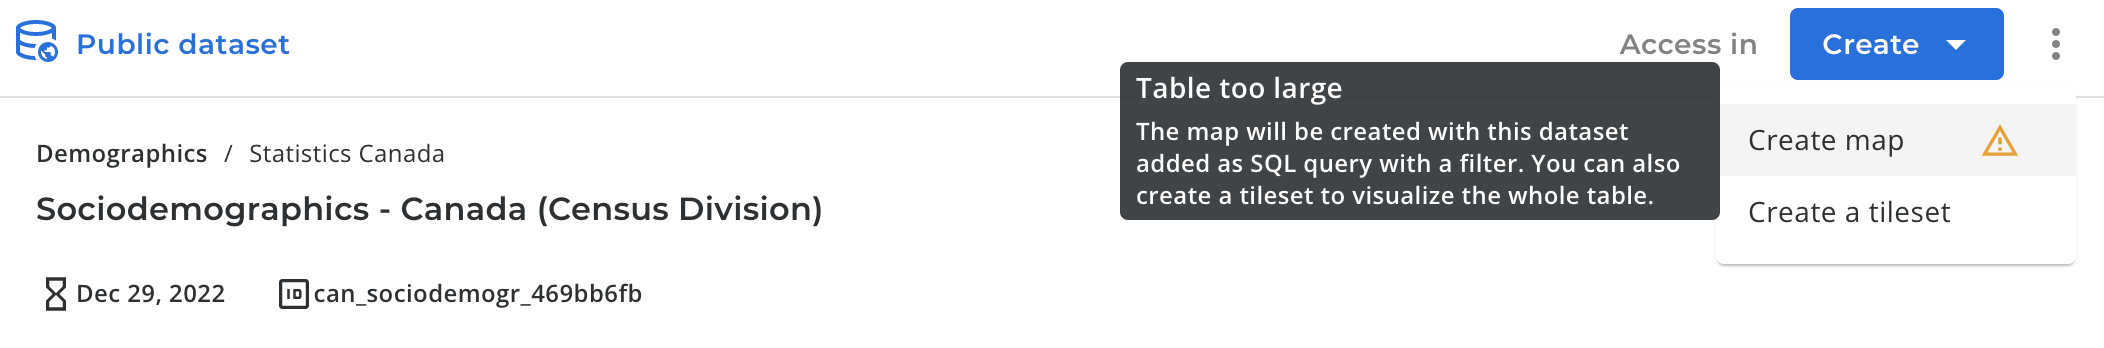 Public dataset
Access in
Create
Table too large
The map will be created with this dataset
added as SQL query with a filter. You can also
create a tileset to visualize the whole table.
Create map
Create a tileset
Demographics / Statistics Canada
Sociodemographics - Canada (Census Division)
Dec 29, 2022
ID can_sociodemogr_469bb6fb